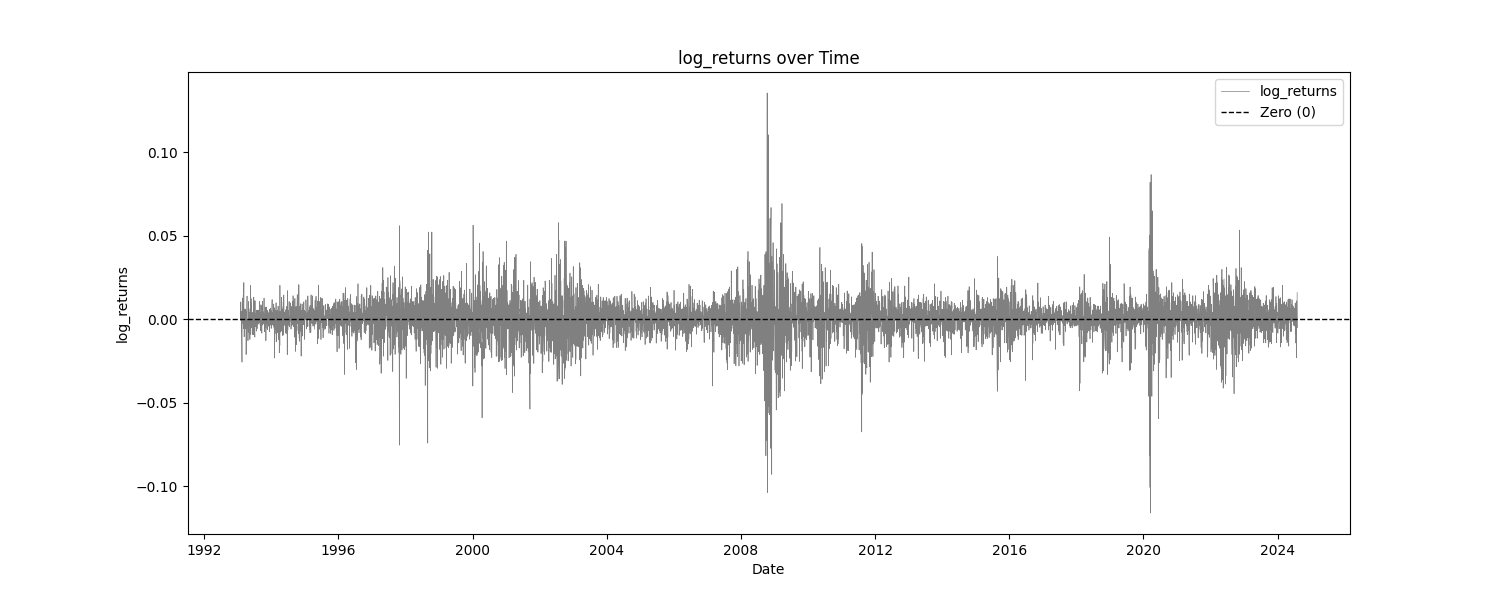 log_returns over Time
log_returns
Zero (0)
0.10
0.05
0.00
−0.05
−0.10
log_returns
1992 1996 2000 2004 2008 2012 2016 2020 2024
Date